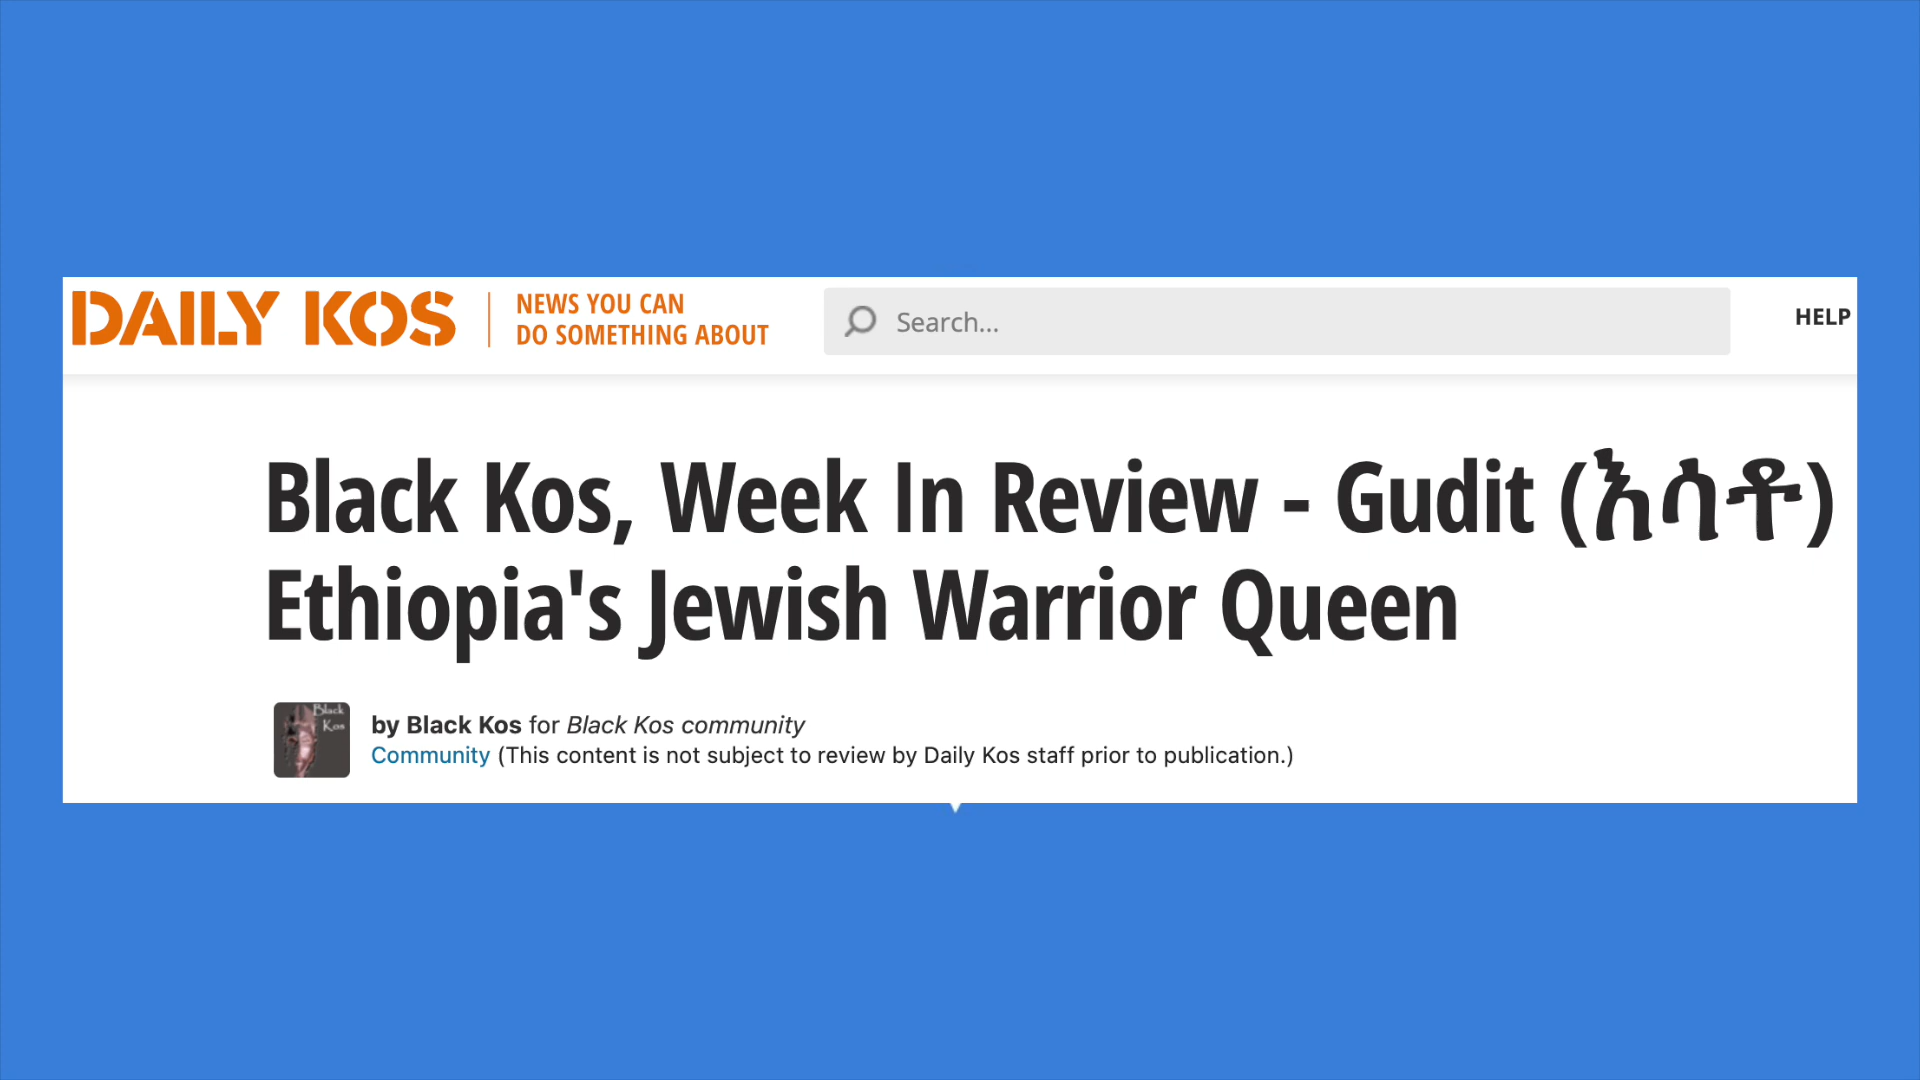 DAILY KOS
NEWS YOU CAN
DO SOMETHING ABOUT
Search...
HELP
Black Kos, Week In Review - Gudit (እሳቶ)
Ethiopia's Jewish Warrior Queen
Black
Kos
by Black Kos for Black Kos community
Community (This content is not subject to review by Daily Kos staff prior to publication.)